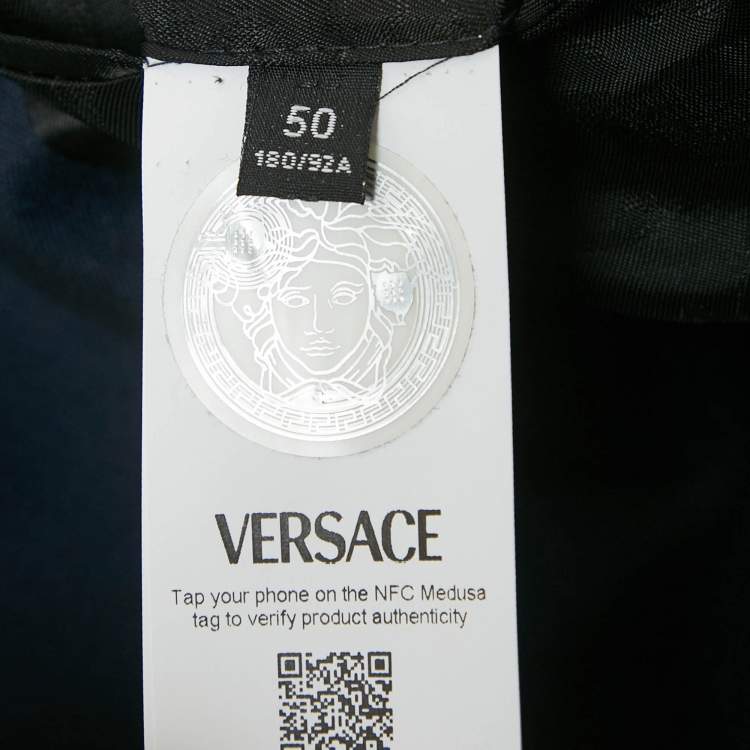 50
180/92A
VERSACE
Tap your phone on the NFC Medusa
tag to verify product authenticity